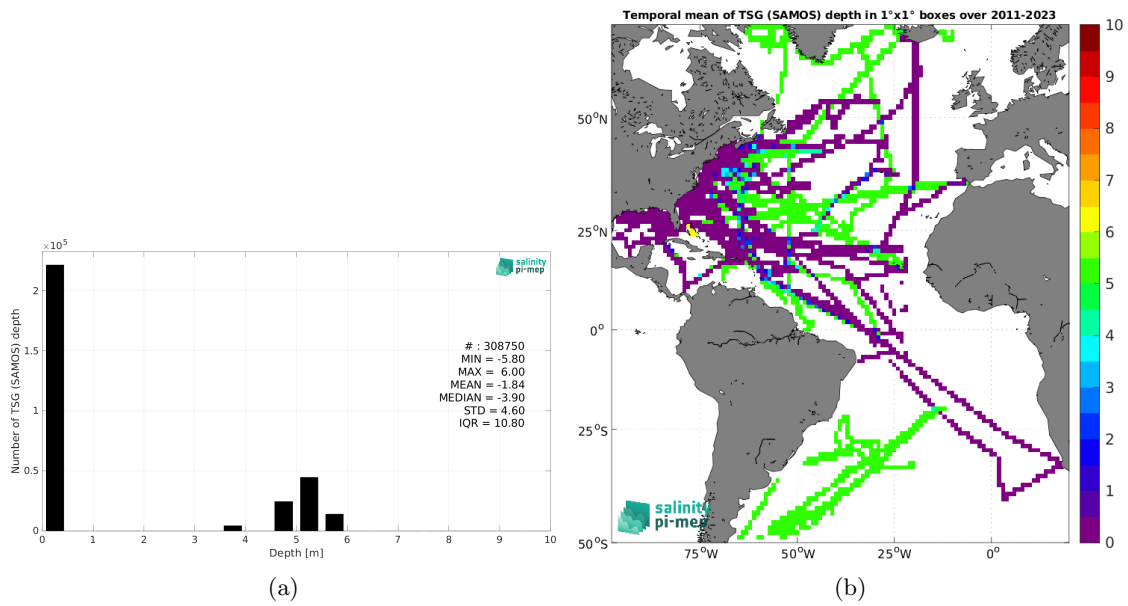 ×10⁵
salinity
pi-mep
Number of TSG (SAMOS) depth
2
1.5
1
0.5
0
# : 308750
MIN = -5.80
MAX = 6.00
MEAN = -1.84
MEDIAN = -3.90
STD = 4.60
IQR = 10.80
0 1 2 3 4 5 6 7 8 9 10
Depth [m]
(a)
Temporal mean of TSG (SAMOS) depth in 1°x1° boxes over 2011-2023
50°N
25°N
0°
25°S
50°S
75°W 50°W 25°W 0°
salinity
pi-mep
10
9
8
7
6
5
4
3
2
1
0
(b)